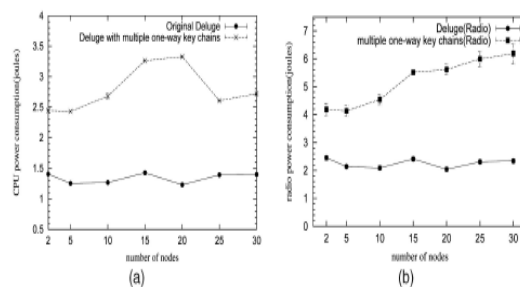 Original Deluge
Deluge with multiple one-way key chains
CPU power consumption(joules)
4
3.5
3
2.5
2
1.5
1
0.5
2 5 10 15 20 25 30
number of nodes
(a)
Deluge(Radio)
multiple one-way key chains(Radio)
radio power consumption(joules)
7
6
5
4
3
2
1
0
2 5 10 15 20 25 30
number of nodes
(b)